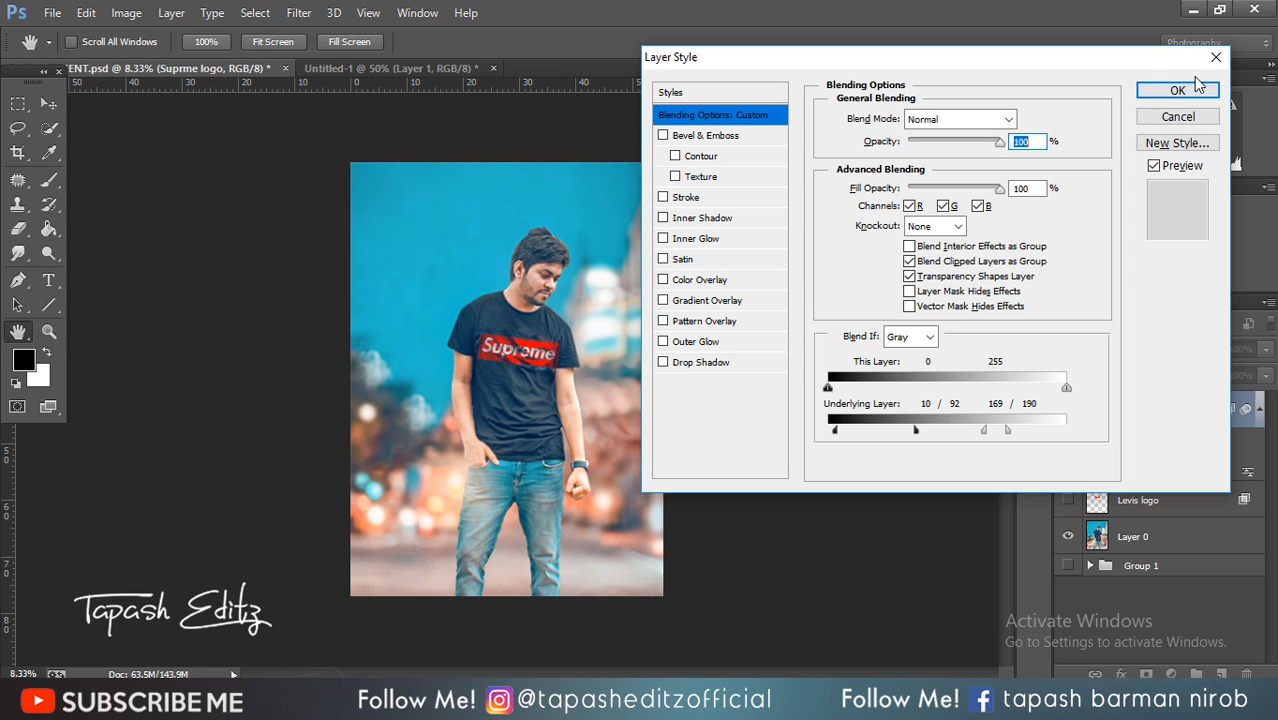 Ps File Edit Image Layer Type Select Filter 3D View Window Help
Scroll All Windows 100% Fit Screen Fill Screen Photography
ENT.psd @ 8.33% (Suprme logo, RGB/8) * × Untitled-1 @ 50% (Layer 1, RGB/8) * ×
Layer Style
Styles
Blending Options: Custom
Bevel & Emboss
Contour
Texture
Stroke
Inner Shadow
Inner Glow
Satin
Color Overlay
Gradient Overlay
Pattern Overlay
Outer Glow
Drop Shadow
Blending Options
General Blending
Blend Mode: Normal
Opacity: 100 %
Advanced Blending
Fill Opacity: 100 %
Channels: R G B
Knockout: None
Blend Interior Effects as Group
Blend Clipped Layers as Group
Transparency Shapes Layer
Layer Mask Hides Effects
Vector Mask Hides Effects
Blend If: Gray
This Layer: 0 255
Underlying Layer: 10 / 92 169 / 190
OK
Cancel
New Style...
Preview
Supreme
Levis logo
Layer 0
Group 1
Tapash Editz
Activate Windows
Go to Settings to activate Windows.
8.33% Doc: 63.5M/143.9M
SUBSCRIBE ME Follow Me! @tapasheditzofficial Follow Me! f tapash barman nirob